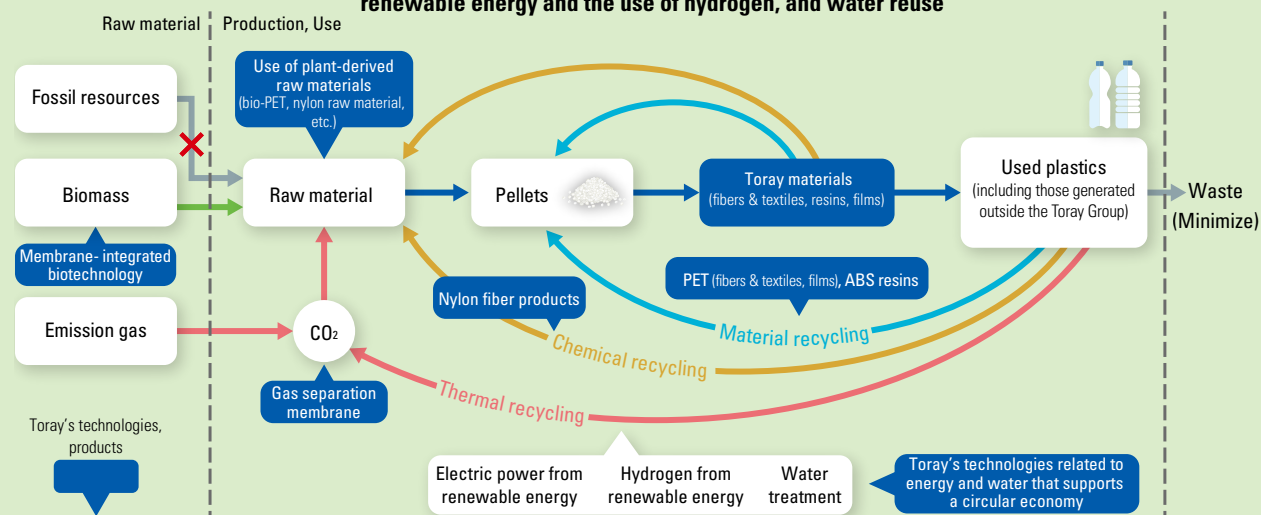 renewable energy and the use of hydrogen, and water reuse
Raw material
Production, Use
Fossil resources
Use of plant-derived
raw materials
(bio-PET, nylon raw material,
etc.)
Biomass
Raw material
Pellets
Toray materials
(fibers & textiles, resins, films)
Used plastics
(including those generated
outside the Toray Group)
Waste
(Minimize)
Membrane- integrated
biotechnology
Nylon fiber products
PET (fibers & textiles, films), ABS resins
Emission gas
CO2
Material recycling
Chemical recycling
Thermal recycling
Gas separation
membrane
Toray's technologies,
products
Electric power from
renewable energy
Hydrogen from
renewable energy
Water
treatment
Toray's technologies related to
energy and water that supports
a circular economy